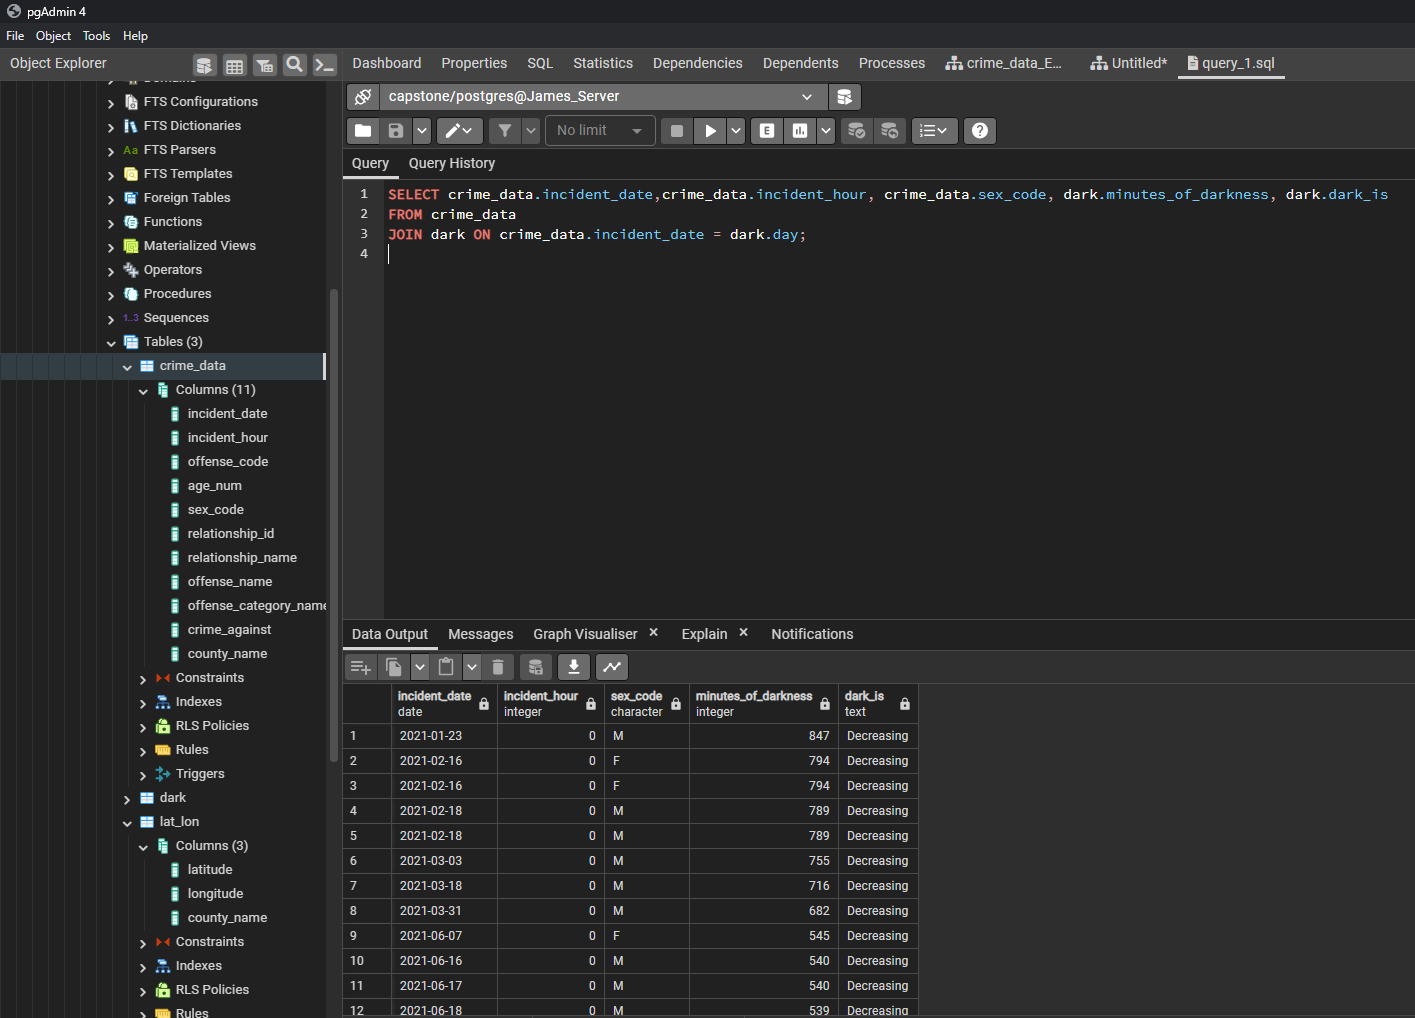 pgAdmin 4
File Object Tools Help
Object Explorer
Domains
FTS Configurations
FTS Dictionaries
Aa FTS Parsers
FTS Templates
Foreign Tables
Functions
Materialized Views
Operators
Procedures
1..3 Sequences
Tables (3)
crime_data
Columns (11)
incident_date
incident_hour
offense_code
age_num
sex_code
relationship_id
relationship_name
offense_name
offense_category_name
crime_against
county_name
Constraints
Indexes
RLS Policies
Rules
Triggers
dark
lat_lon
Columns (3)
latitude
longitude
county_name
Constraints
Indexes
RLS Policies
Rules
Dashboard Properties SQL Statistics Dependencies Dependents Processes crime_data_E... Untitled* query_1.sql
capstone/postgres@James_Server
No limit E
Query Query History
1 SELECT crime_data.incident_date,crime_data.incident_hour, crime_data.sex_code, dark.minutes_of_darkness, dark.dark_is
2 FROM crime_data
3 JOIN dark ON crime_data.incident_date = dark.day;
4
Data Output Messages Graph Visualiser × Explain × Notifications
incident_date incident_hour sex_code minutes_of_darkness dark_is
date integer character integer text
1 2021-01-23 0 M 847 Decreasing
2 2021-02-16 0 F 794 Decreasing
3 2021-02-16 0 F 794 Decreasing
4 2021-02-18 0 M 789 Decreasing
5 2021-02-18 0 M 789 Decreasing
6 2021-03-03 0 M 755 Decreasing
7 2021-03-18 0 M 716 Decreasing
8 2021-03-31 0 M 682 Decreasing
9 2021-06-07 0 F 545 Decreasing
10 2021-06-16 0 M 540 Decreasing
11 2021-06-17 0 M 540 Decreasing
12 2021-06-18 0 M 539 Decreasing